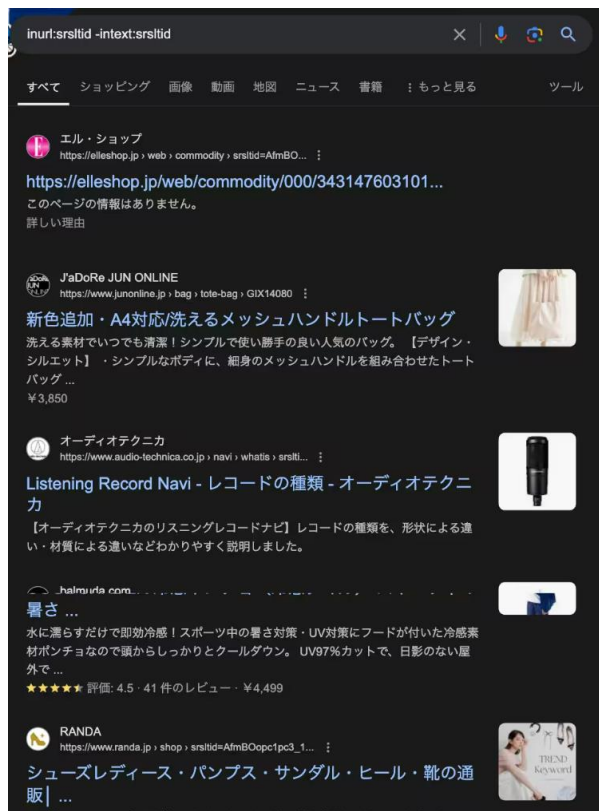 inurl:srsltid -intext:srsltid
すべて ショッピング 画像 動画 地図 ニュース 書籍 もっと見る ツール
エル・ショップ
https://elleshop.jp › web › commodity › srsltid=AfmBO...
https://elleshop.jp/web/commodity/000/343147603101...
このページの情報はありません。
詳しい理由
J'aDoRe JUN ONLINE
https://www.junonline.jp › bag › tote-bag › GIX14080
新色追加・A4対応/洗えるメッシュハンドルトートバッグ
洗える素材でいつでも清潔!シンプルで使い勝手の良い人気のバッグ。 【デザイン・
シルエット】 ・シンプルなボディに、細身のメッシュハンドルを組み合わせたトート
バッグ ...
¥3,850
オーディオテクニカ
https://www.audio-technica.co.jp › navi › whatis › srslti...
Listening Record Navi - レコードの種類 - オーディオテクニ
カ
【オーディオテクニカのリスニングレコードナビ】レコードの種類を、形状による違
い・材質による違いなどわかりやすく説明しました。
balmuda.com
暑さ ...
水に濡らすだけで即効冷感!スポーツ中の暑さ対策・UV対策にフードが付いた冷感素
材ポンチョなので頭からしっかりとクールダウン。 UV97%カットで、日影のない屋
外で ...
評価: 4.5 · 41 件のレビュー · ¥4,499
RANDA
https://www.randa.jp › shop › srsltid=AfmBOopc1pc3_1...
TREND
Keyword
シューズレディース・パンプス・サンダル・ヒール・靴の通
販| ...